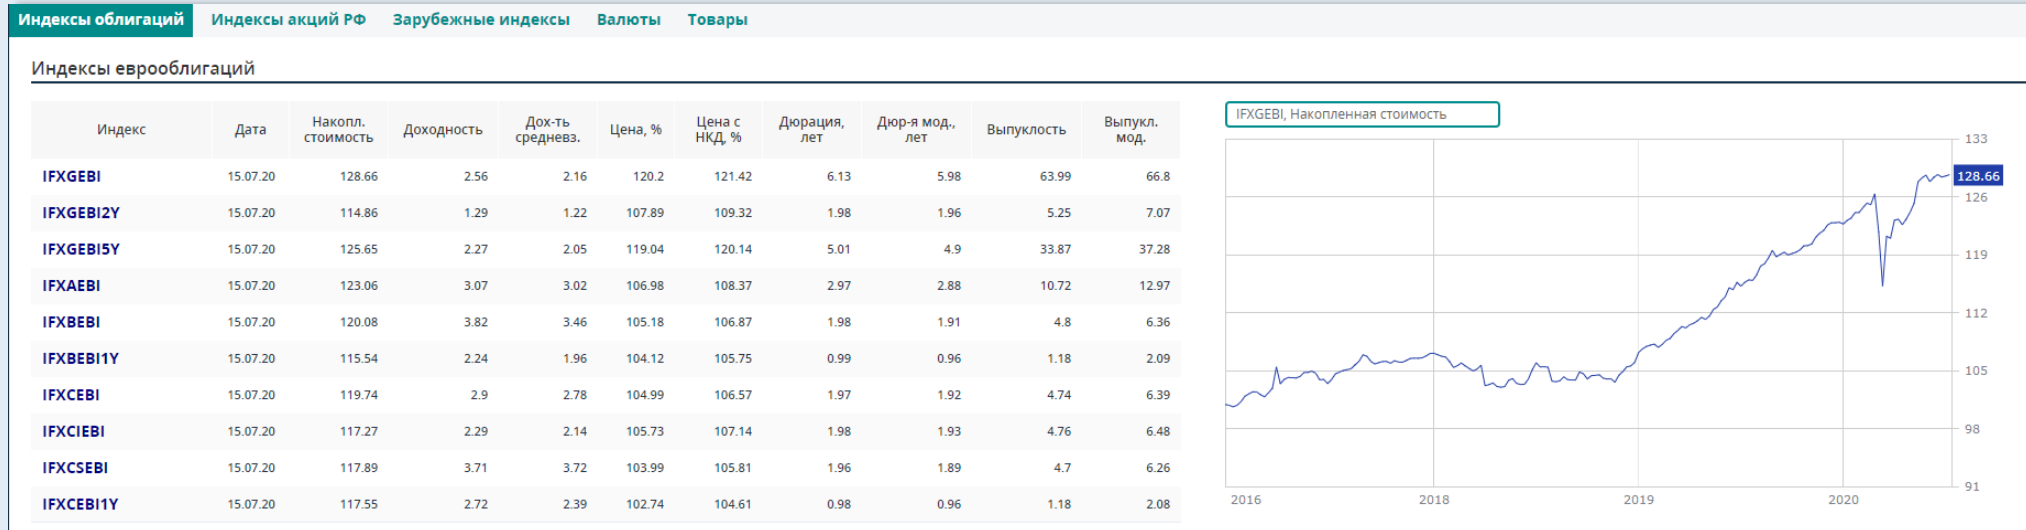 Индексы облигаций Индексы акций РФ Зарубежные индексы Валюты Товары
Индексы еврооблигаций
Индекс Дата Накопл. стоимость Доходность Дох-ть средневз. Цена, % Цена с НКД, % Дюрация, лет Дюр-я мод., лет Выпуклость Выпукл. мод.
IFXGEBI 15.07.20 128.66 2.56 2.16 120.2 121.42 6.13 5.98 63.99 66.8
IFXGEBI2Y 15.07.20 114.86 1.29 1.22 107.89 109.32 1.98 1.96 5.25 7.07
IFXGEBI5Y 15.07.20 125.65 2.27 2.05 119.04 120.14 5.01 4.9 33.87 37.28
IFXAEBI 15.07.20 123.06 3.07 3.02 106.98 108.37 2.97 2.88 10.72 12.97
IFXBEBI 15.07.20 120.08 3.82 3.46 105.18 106.87 1.98 1.91 4.8 6.36
IFXBEBI1Y 15.07.20 115.54 2.24 1.96 104.12 105.75 0.99 0.96 1.18 2.09
IFXCEBI 15.07.20 119.74 2.9 2.78 104.99 106.57 1.97 1.92 4.74 6.39
IFXCIEBI 15.07.20 117.27 2.29 2.14 105.73 107.14 1.98 1.93 4.76 6.48
IFXCSEBI 15.07.20 117.89 3.71 3.72 103.99 105.81 1.96 1.89 4.7 6.26
IFXCEBI1Y 15.07.20 117.55 2.72 2.39 102.74 104.61 0.98 0.96 1.18 2.08
IFXGEBI, Накопленная стоимость
133
128.66
126
119
112
105
98
91
2016 2018 2019 2020